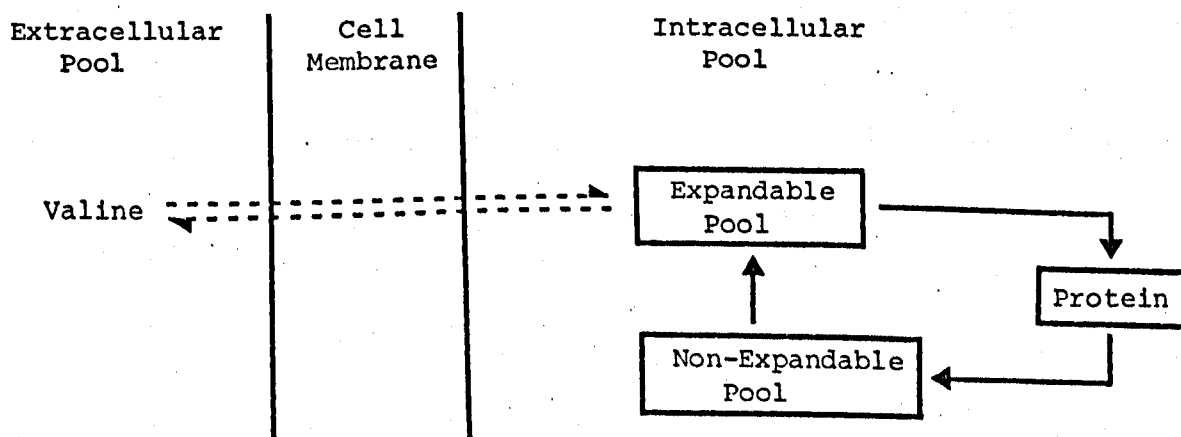 Extracellular
Pool
Cell
Membrane
Intracellular
Pool
Valine
Expandable
Pool
Protein
Non-Expandable
Pool